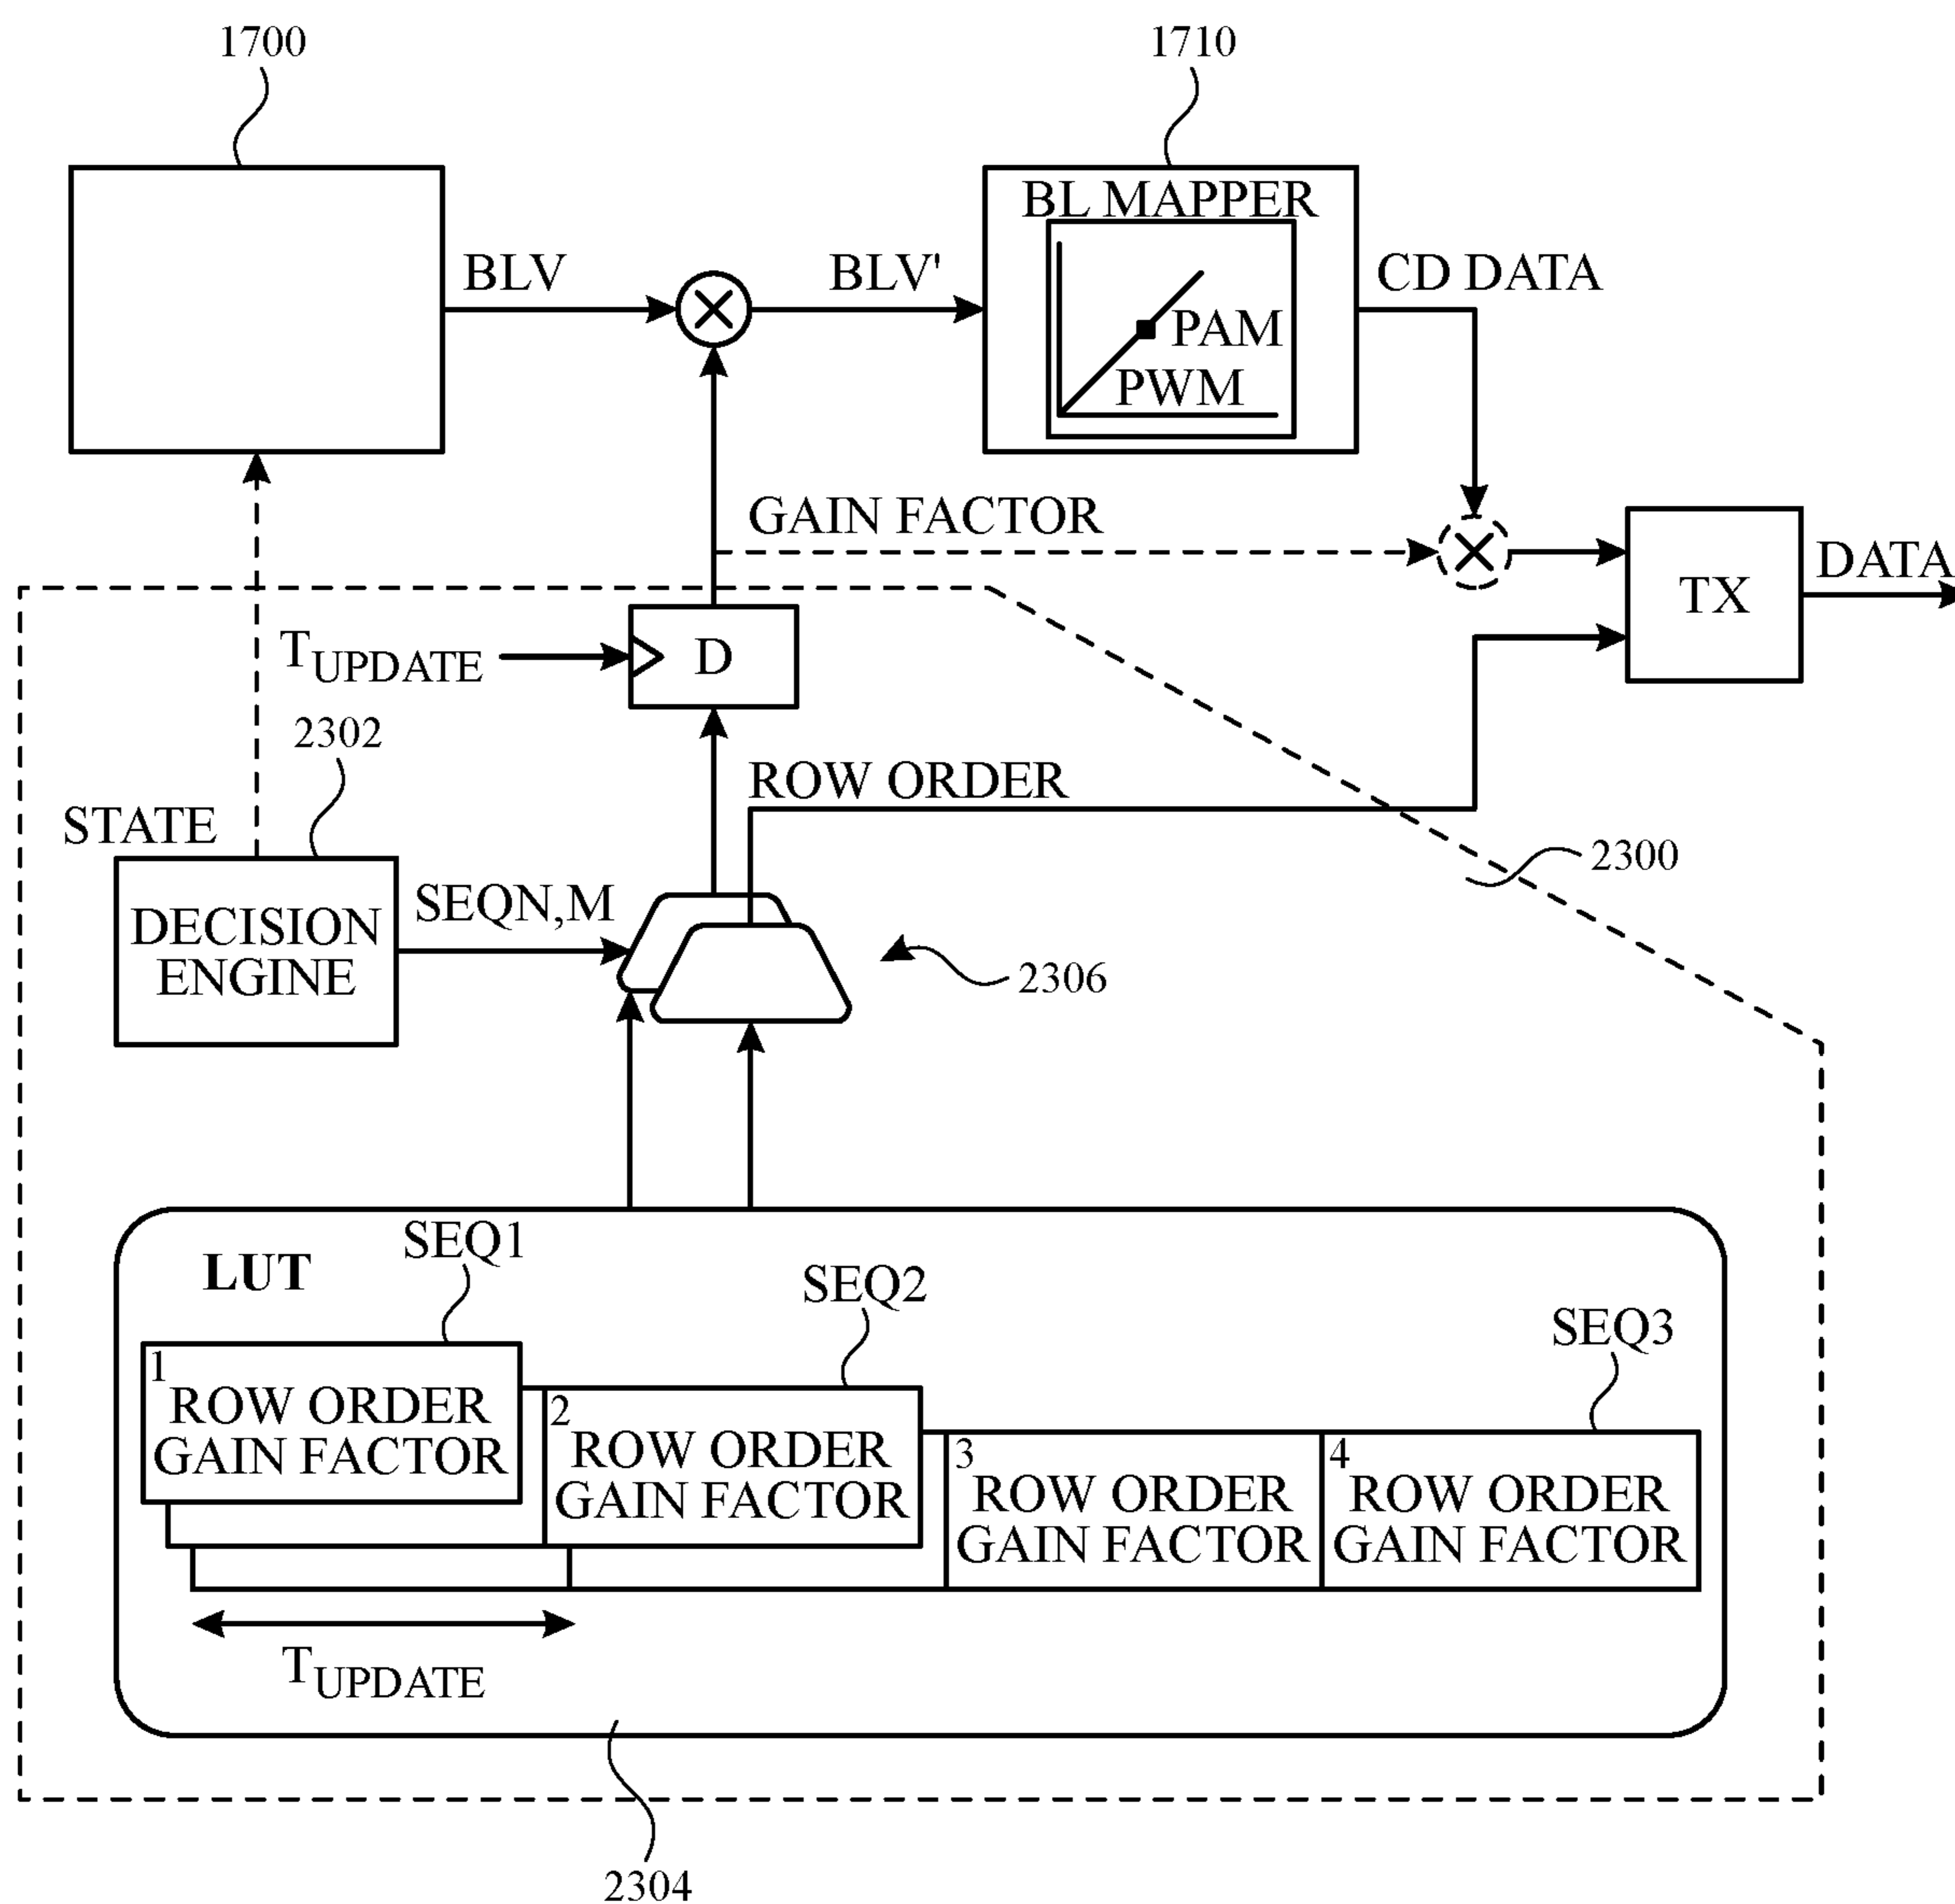 1700
1710
BL MAPPER
BLV
BLV'
CD DATA
PAM
PWM
GAIN FACTOR
TX
DATA
T UPDATE
D
2302
ROW ORDER
STATE
2300
DECISION
ENGINE
SEQN,M
2306
LUT
SEQ1
SEQ2
SEQ3
1
ROW ORDER
GAIN FACTOR
2
ROW ORDER
GAIN FACTOR
3
ROW ORDER
GAIN FACTOR
4
ROW ORDER
GAIN FACTOR
T UPDATE
2304